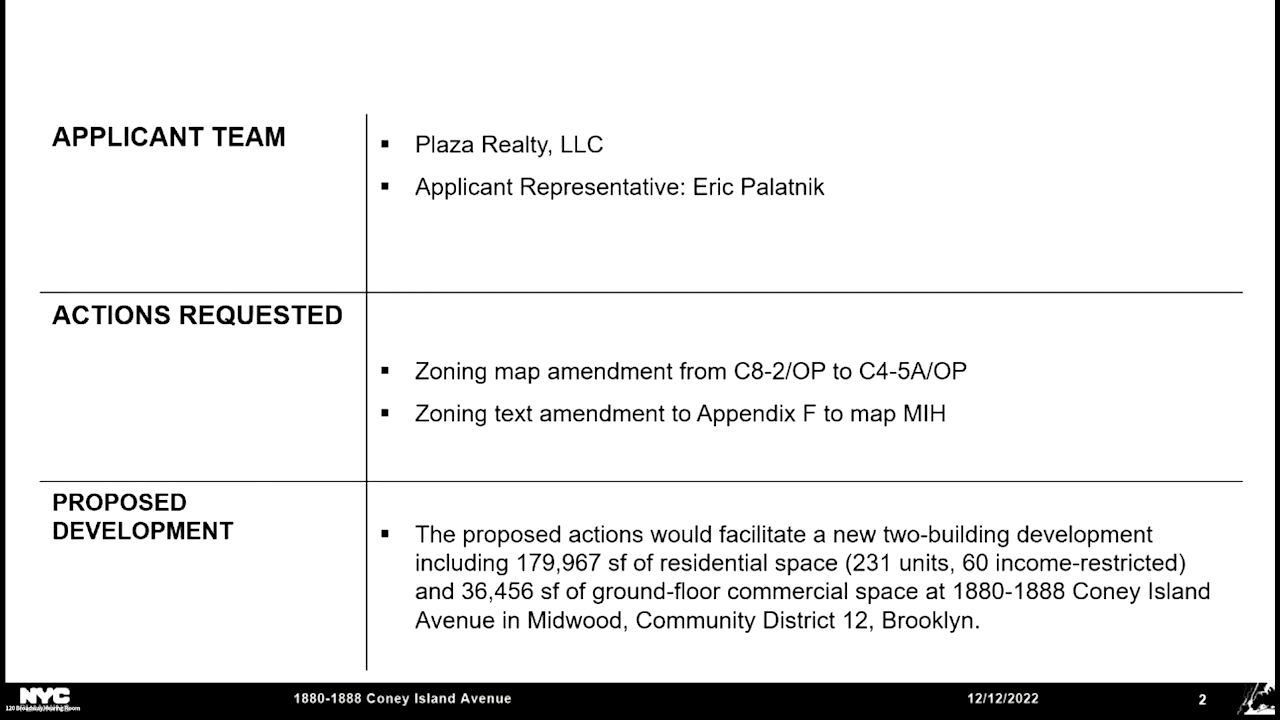 APPLICANT TEAM
▪ Plaza Realty, LLC
▪ Applicant Representative: Eric Palatnik
ACTIONS REQUESTED
▪ Zoning map amendment from C8-2/OP to C4-5A/OP
▪ Zoning text amendment to Appendix F to map MIH
PROPOSED
DEVELOPMENT
▪ The proposed actions would facilitate a new two-building development
including 179,967 sf of residential space (231 units, 60 income-restricted)
and 36,456 sf of ground-floor commercial space at 1880-1888 Coney Island
Avenue in Midwood, Community District 12, Brooklyn.
NYC
120 Broadway Hearing Room
1880-1888 Coney Island Avenue
12/12/2022
2